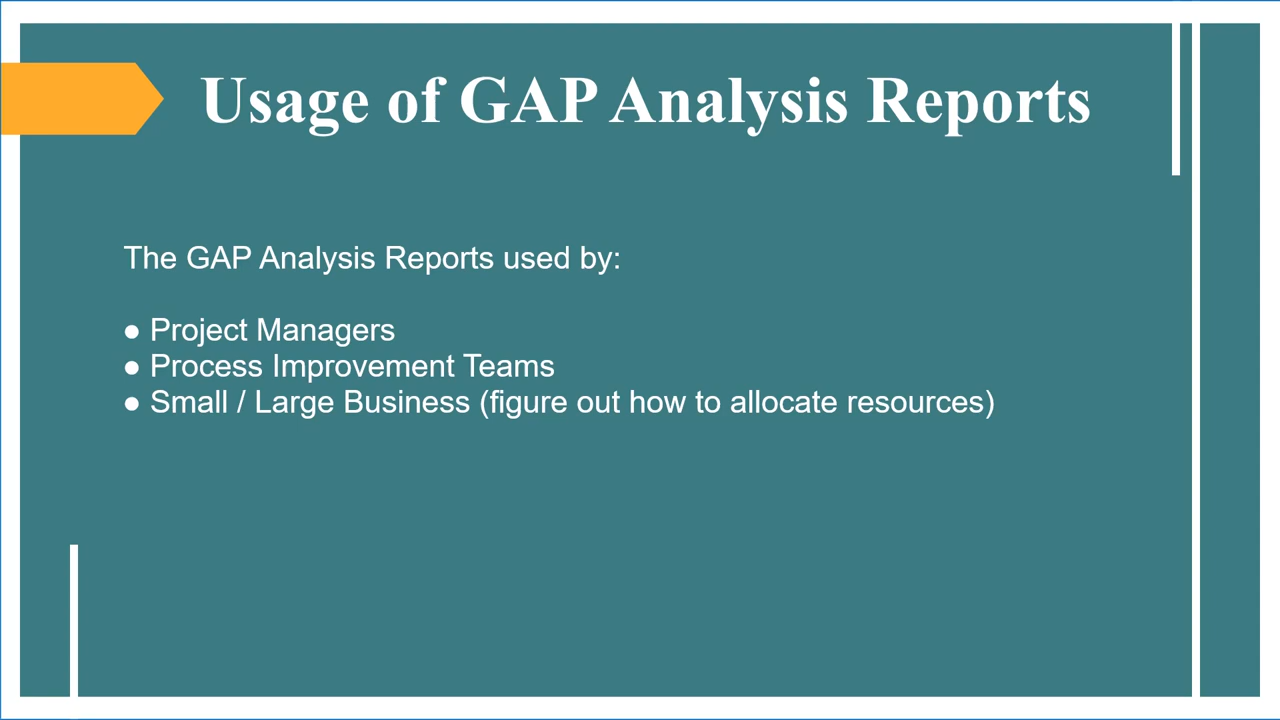 Usage of GAP Analysis Reports
The GAP Analysis Reports used by:
● Project Managers
● Process Improvement Teams
● Small / Large Business (figure out how to allocate resources)